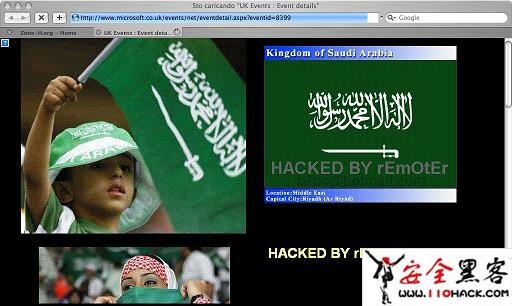 Sto caricando "UK Events : Event details"
http://www.microsoft.co.uk/events/net/eventdetail.aspx?eventid=8399
Google
Zone-H.org - Home
UK Events : Event deta...
?
ARAB
Kingdom of Saudi Arabia
لا إله إلا الله محمد رسول الله
HACKED BY rEmOtEr
Location:Middle East
Capital City:Riyadh (Ar Riyad)
HACKED BY r
安全黑客
www.110HACK.COM